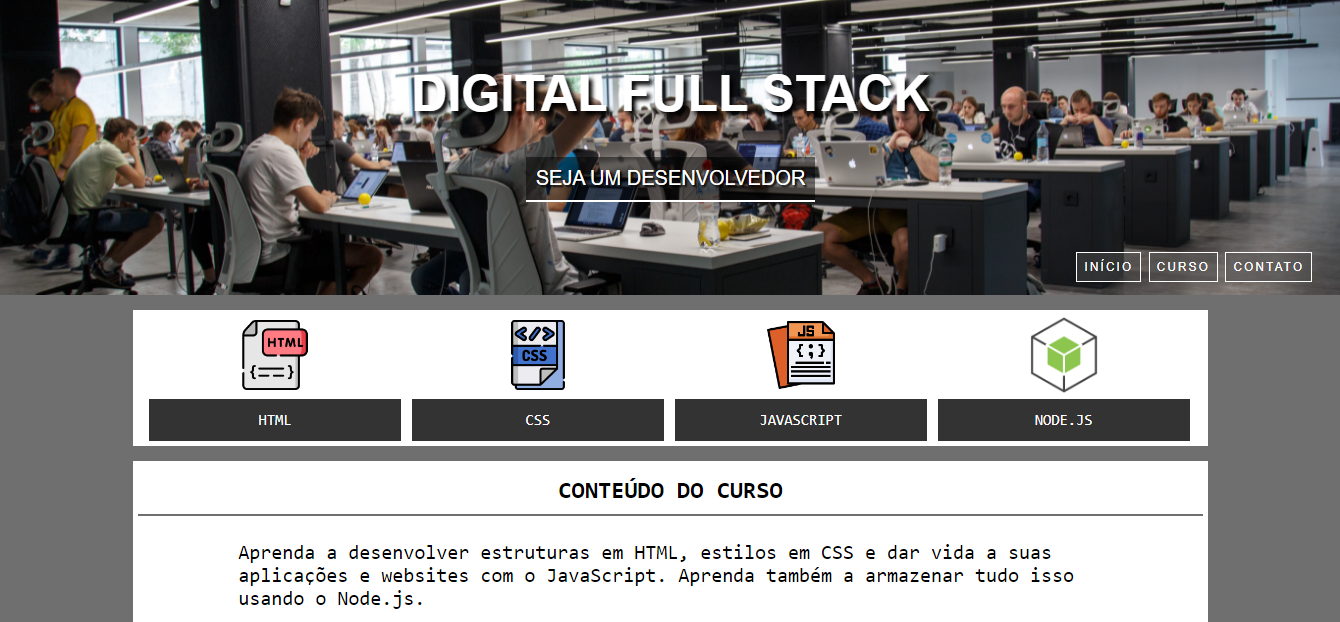 DIGITAL FULL STACK
SEJA UM DESENVOLVEDOR
INÍCIO CURSO CONTATO
HTML
</>
CSS
JS
{;}
{==}
HTML CSS JAVASCRIPT NODE.JS
CONTEÚDO DO CURSO
Aprenda a desenvolver estruturas em HTML, estilos em CSS e dar vida a suas
aplicações e websites com o JavaScript. Aprenda também a armazenar tudo isso
usando o Node.js.